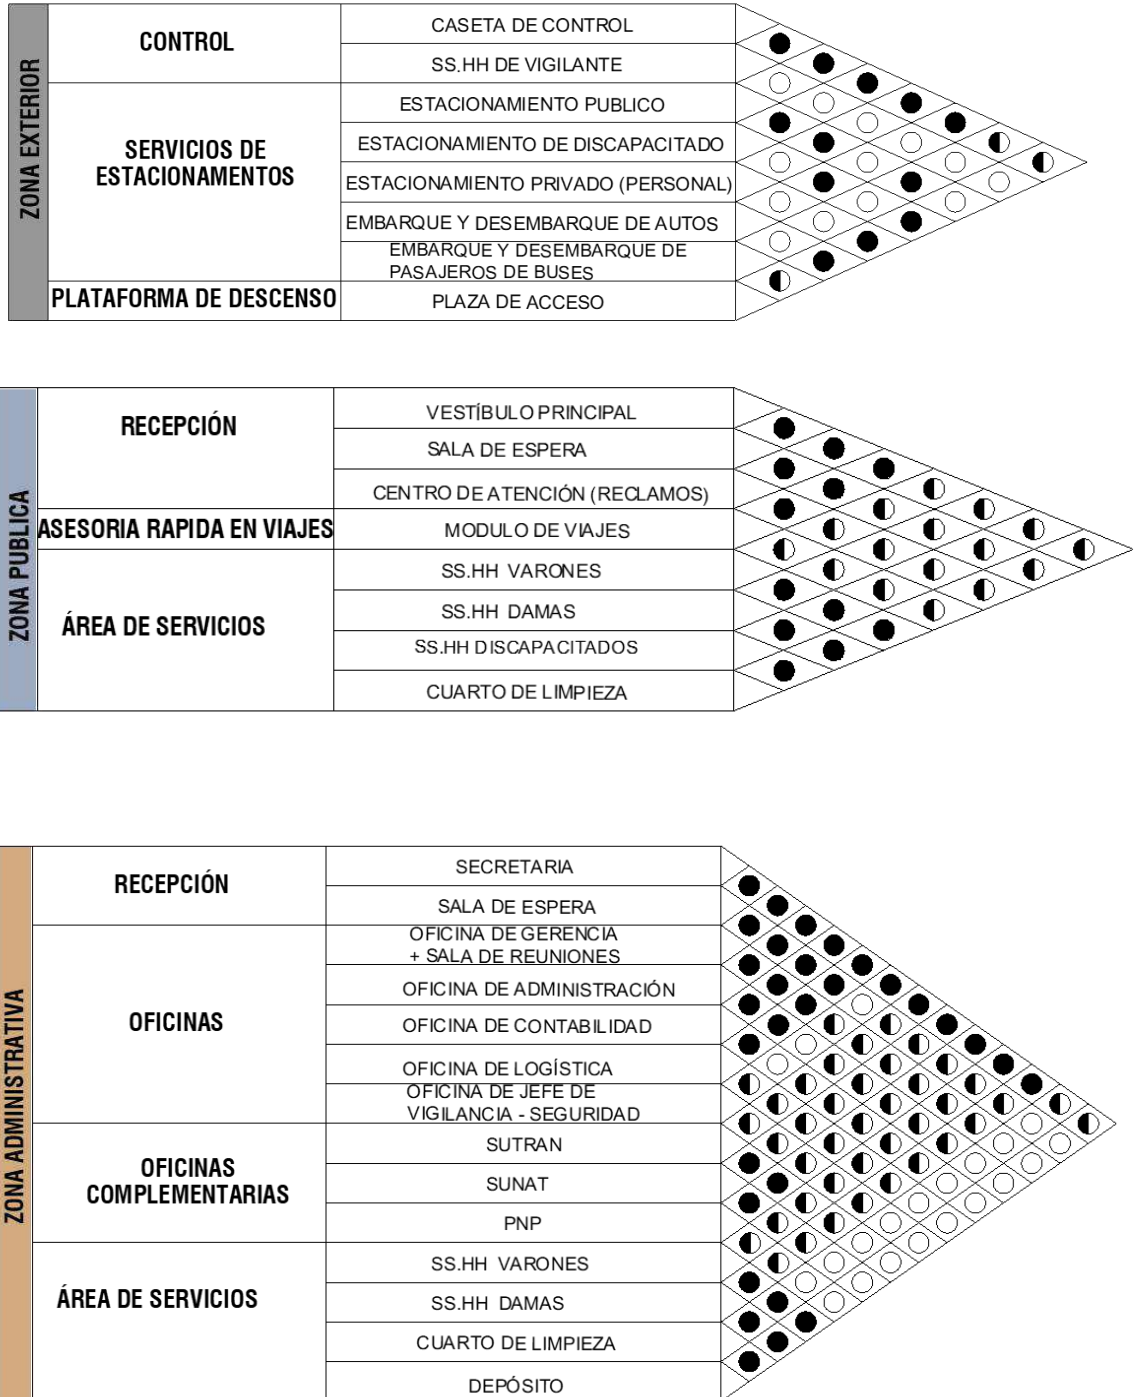 ZONA EXTERIOR
CONTROL
CASETA DE CONTROL
SS.HH DE VIGILANTE
SERVICIOS DE
ESTACIONAMENTOS
ESTACIONAMIENTO PUBLICO
ESTACIONAMIENTO DE DISCAPACITADO
ESTACIONAMIENTO PRIVADO (PERSONAL)
EMBARQUE Y DESEMBARQUE DE AUTOS
EMBARQUE Y DESEMBARQUE DE
PASAJEROS DE BUSES
PLATAFORMA DE DESCENSO
PLAZA DE ACCESO
ZONA PUBLICA
RECEPCIÓN
VESTÍBULO PRINCIPAL
SALA DE ESPERA
CENTRO DE ATENCIÓN (RECLAMOS)
ASESORIA RAPIDA EN VIAJES
MODULO DE VIAJES
ÁREA DE SERVICIOS
SS.HH VARONES
SS.HH DAMAS
SS.HH DISCAPACITADOS
CUARTO DE LIMPIEZA
ZONA ADMINISTRATIVA
RECEPCIÓN
SECRETARIA
SALA DE ESPERA
OFICINAS
OFICINA DE GERENCIA
+ SALA DE REUNIONES
OFICINA DE ADMINISTRACIÓN
OFICINA DE CONTABILIDAD
OFICINA DE LOGÍSTICA
OFICINA DE JEFE DE
VIGILANCIA - SEGURIDAD
OFICINAS
COMPLEMENTARIAS
SUTRAN
SUNAT
PNP
ÁREA DE SERVICIOS
SS.HH VARONES
SS.HH DAMAS
CUARTO DE LIMPIEZA
DEPÓSITO